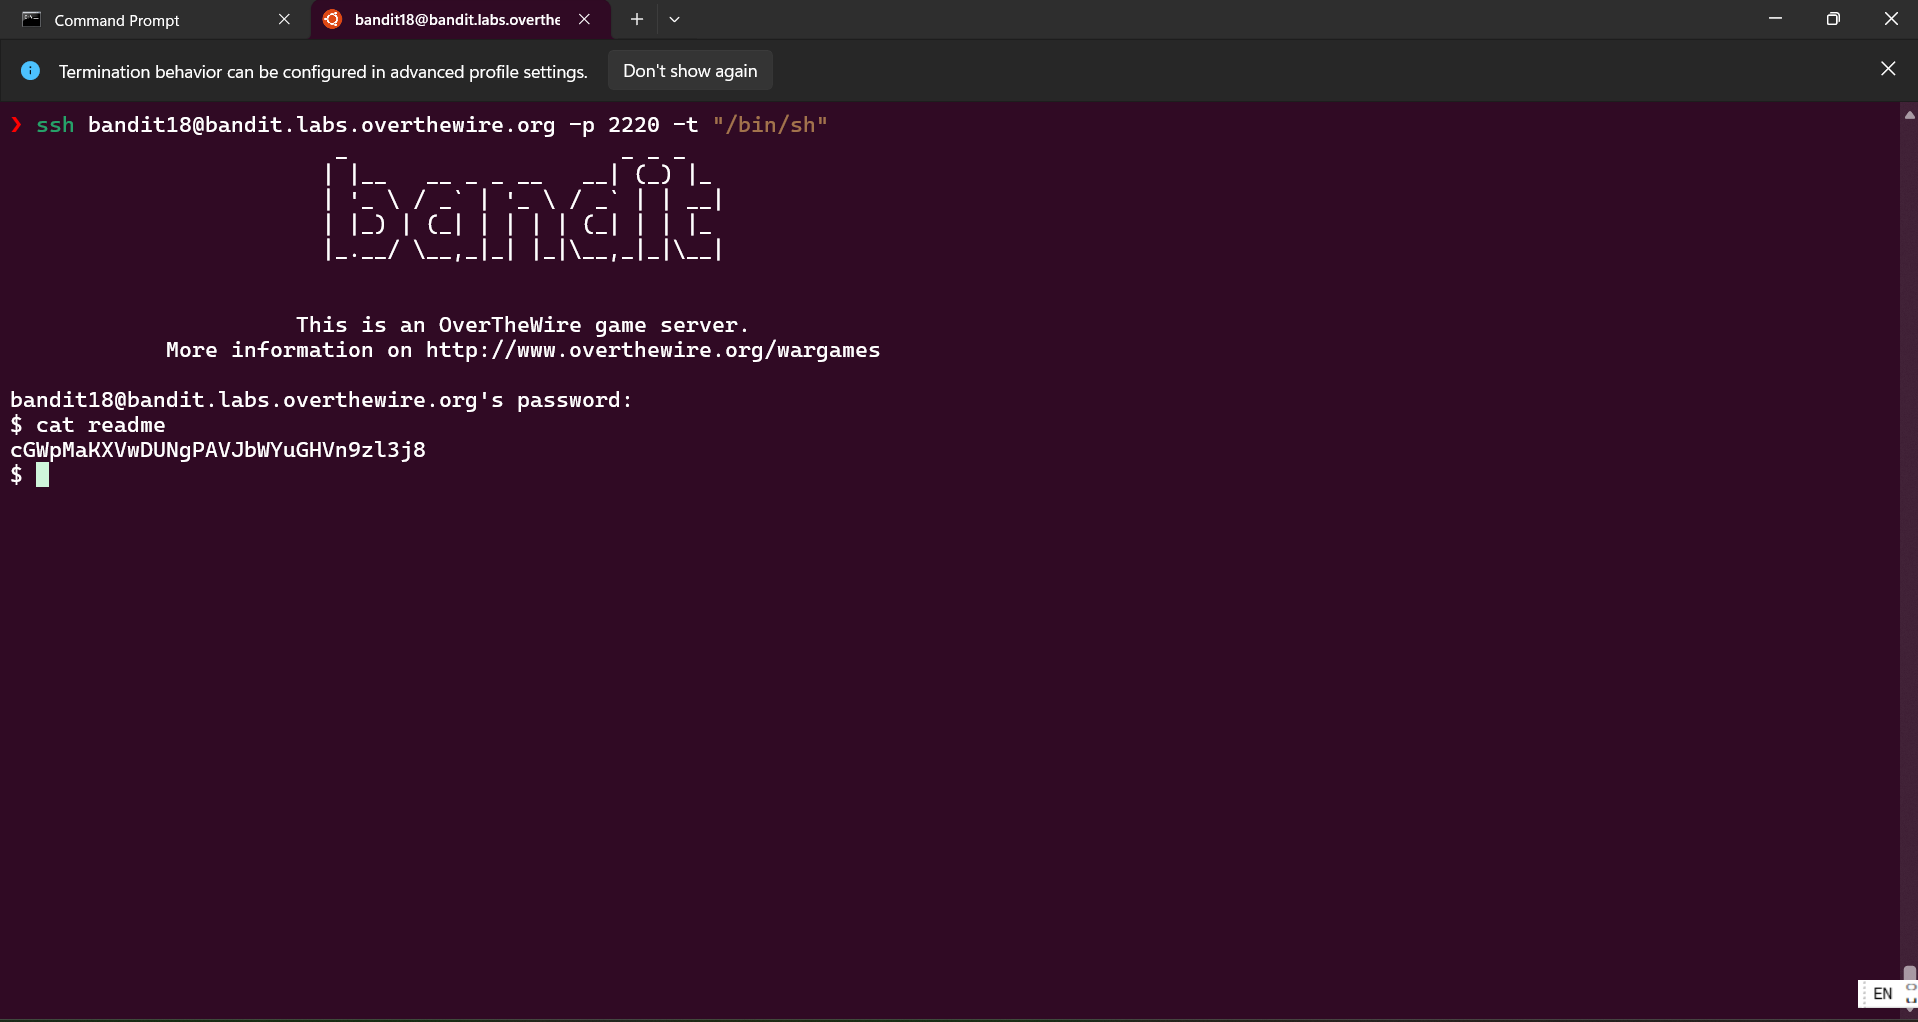 Command Prompt
bandit18@bandit.labs.overthe
Termination behavior can be configured in advanced profile settings.
Don't show again
❯ ssh bandit18@bandit.labs.overthewire.org -p 2220 -t "/bin/sh"
bandit
This is an OverTheWire game server.
More information on http://www.overthewire.org/wargames
bandit18@bandit.labs.overthewire.org's password:
$ cat readme
cGWpMaKXVwDUNgPAVJbWYuGHVn9zl3j8
$
EN